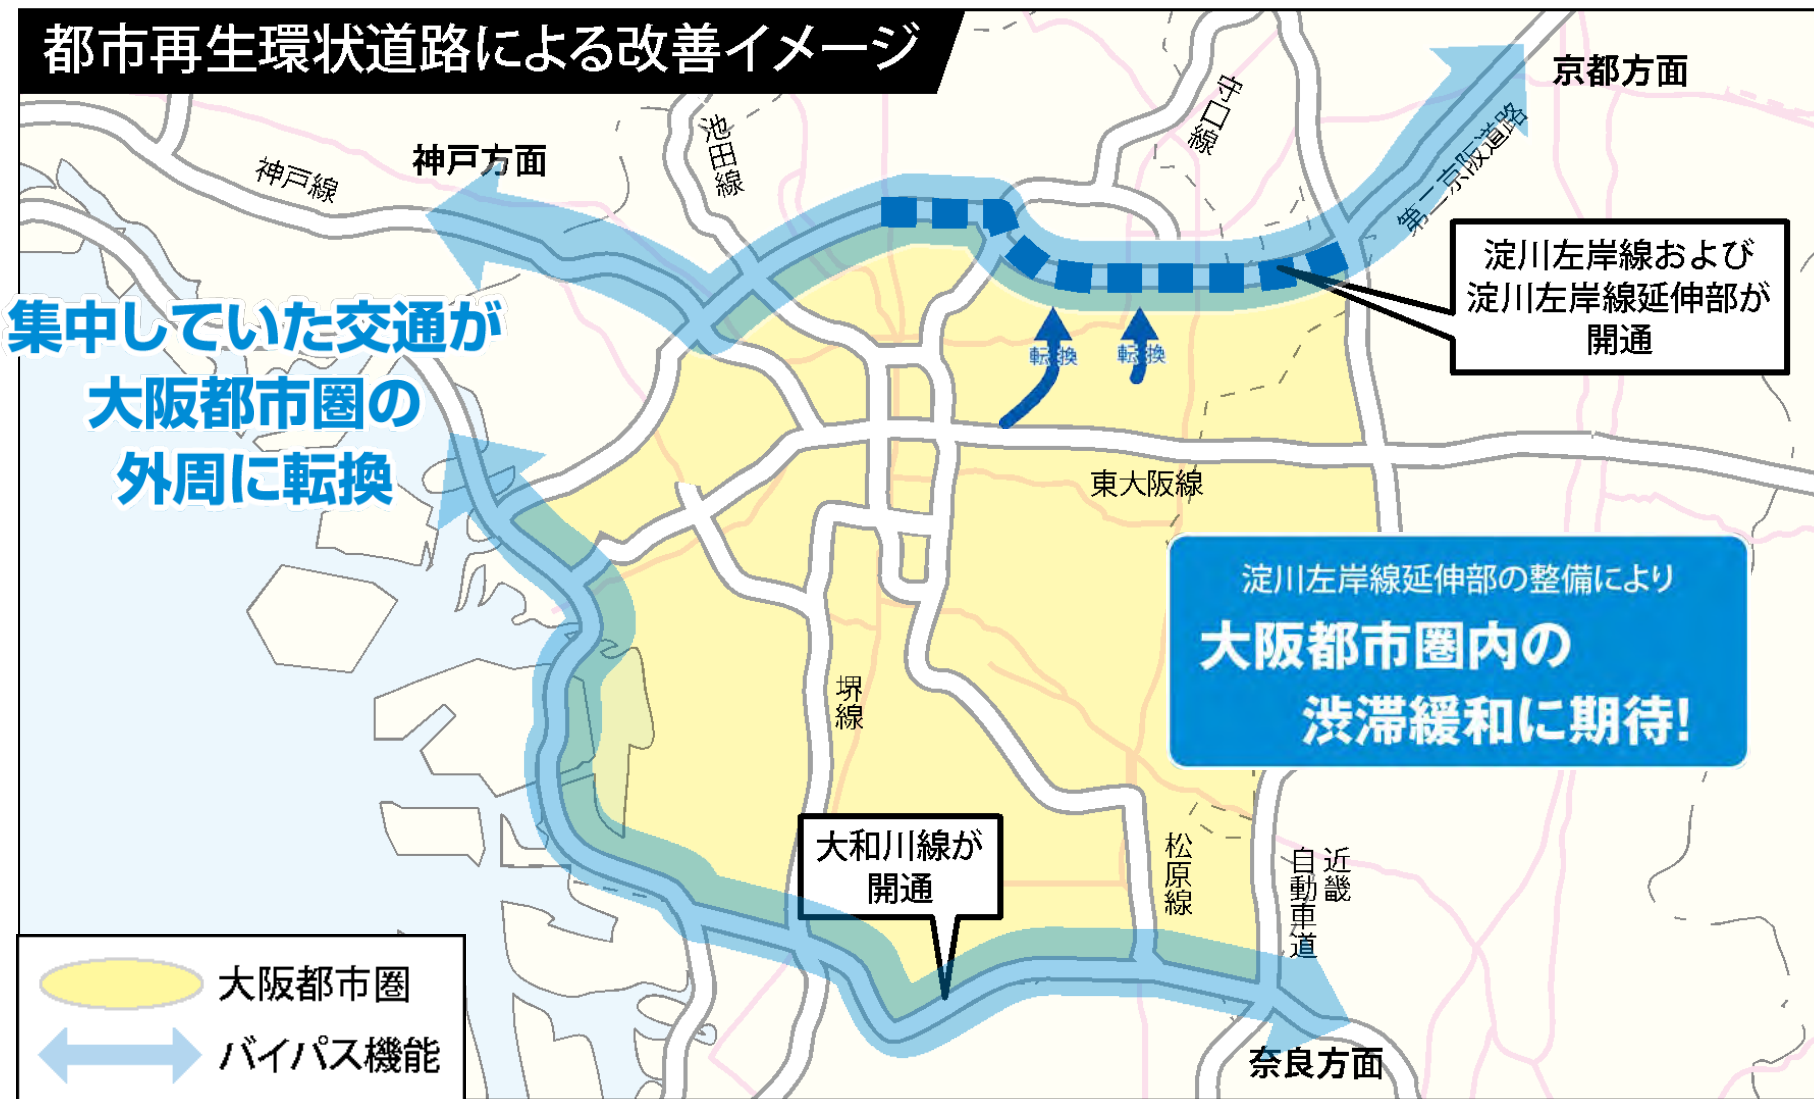 都市再生環状道路による改善イメージ
京都方面
守口線
池田線
神戸方面
神戸線
第二京阪道路
淀川左岸線および
淀川左岸線延伸部が
開通
集中していた交通が
大阪都市圏の
外周に転換
転換
転換
東大阪線
淀川左岸線延伸部の整備により
大阪都市圏内の
渋滞緩和に期待!
堺線
大和川線が
開通
松原線
近畿
自動車道
奈良方面
大阪都市圏
バイパス機能